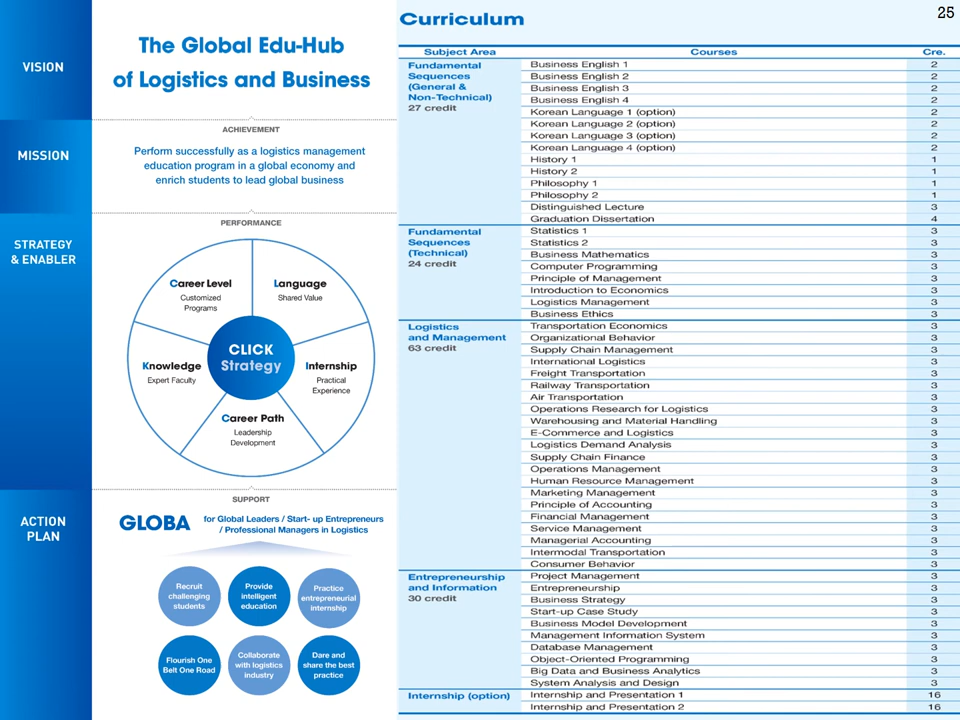 25
VISION
The Global Edu-Hub
of Logistics and Business
MISSION
ACHIEVEMENT
Perform successfully as a logistics management
education program in a global economy and
enrich students to lead global business
STRATEGY
& ENABLER
PERFORMANCE
Career Level
Customized
Programs
Language
Shared Value
CLICK
Strategy
Knowledge
Expert Faculty
Internship
Practical
Experience
Career Path
Leadership
Development
ACTION
PLAN
SUPPORT
GLOBA
for Global Leaders / Start- up Entrepreneurs
/ Professional Managers in Logistics
Recruit
challenging
students
Provide
intelligent
education
Practice
entrepreneurial
internship
Flourish One
Belt One Road
Collaborate
with logistics
industry
Dare and
share the best
practice
Curriculum
Subject Area Courses Cre.
Fundamental
Sequences
(General &
Non-Technical)
27 credit
Business English 1 2
Business English 2 2
Business English 3 2
Business English 4 2
Korean Language 1 (option) 2
Korean Language 2 (option) 2
Korean Language 3 (option) 2
Korean Language 4 (option) 2
History 1 1
History 2 1
Philosophy 1 1
Philosophy 2 1
Distinguished Lecture 3
Graduation Dissertation 4
Fundamental
Sequences
(Technical)
24 credit
Statistics 1 3
Statistics 2 3
Business Mathematics 3
Computer Programming 3
Principle of Management 3
Introduction to Economics 3
Logistics Management 3
Business Ethics 3
Logistics
and Management
63 credit
Transportation Economics 3
Organizational Behavior 3
Supply Chain Management 3
International Logistics 3
Freight Transportation 3
Railway Transportation 3
Air Transportation 3
Operations Research for Logistics 3
Warehousing and Material Handling 3
E-Commerce and Logistics 3
Logistics Demand Analysis 3
Supply Chain Finance 3
Operations Management 3
Human Resource Management 3
Marketing Management 3
Principle of Accounting 3
Financial Management 3
Service Management 3
Managerial Accounting 3
Intermodal Transportation 3
Consumer Behavior 3
Entrepreneurship
and Information
30 credit
Project Management 3
Entrepreneurship 3
Business Strategy 3
Start-up Case Study 3
Business Model Development 3
Management Information System 3
Database Management 3
Object-Oriented Programming 3
Big Data and Business Analytics 3
System Analysis and Design 3
Internship (option)
Internship and Presentation 1 16
Internship and Presentation 2 16